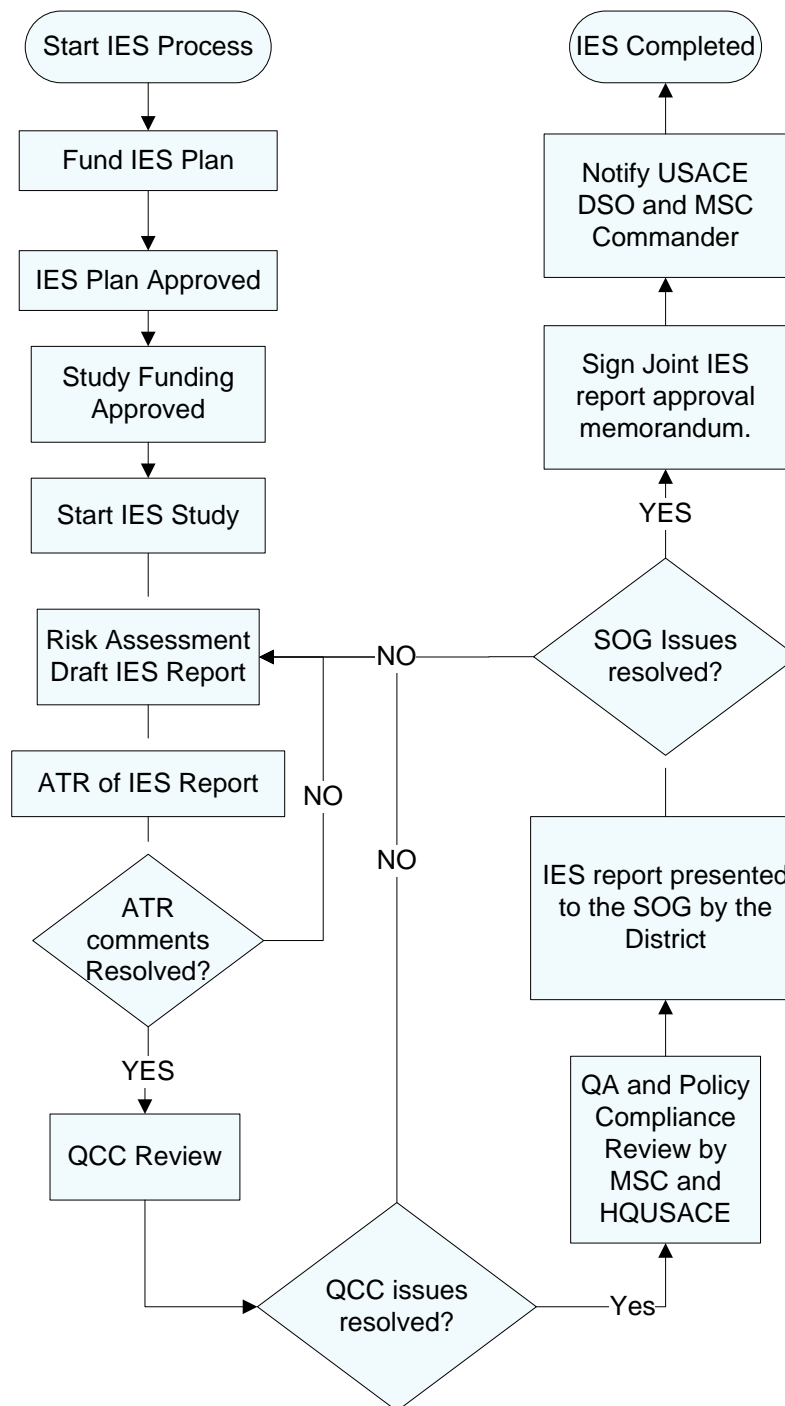 Start IES Process
Fund IES Plan
IES Plan Approved
Study Funding
Approved
Start IES Study
Risk Assessment
Draft IES Report
ATR of IES Report
NO
ATR
comments
Resolved?
YES
QCC Review
QCC issues
resolved?
NO
Yes
QA and Policy
Compliance
Review by
MSC and
HQUSACE
IES report presented
to the SOG by the
District
SOG Issues
resolved?
NO
YES
Sign Joint IES
report approval
memorandum.
Notify USACE
DSO and MSC
Commander
IES Completed